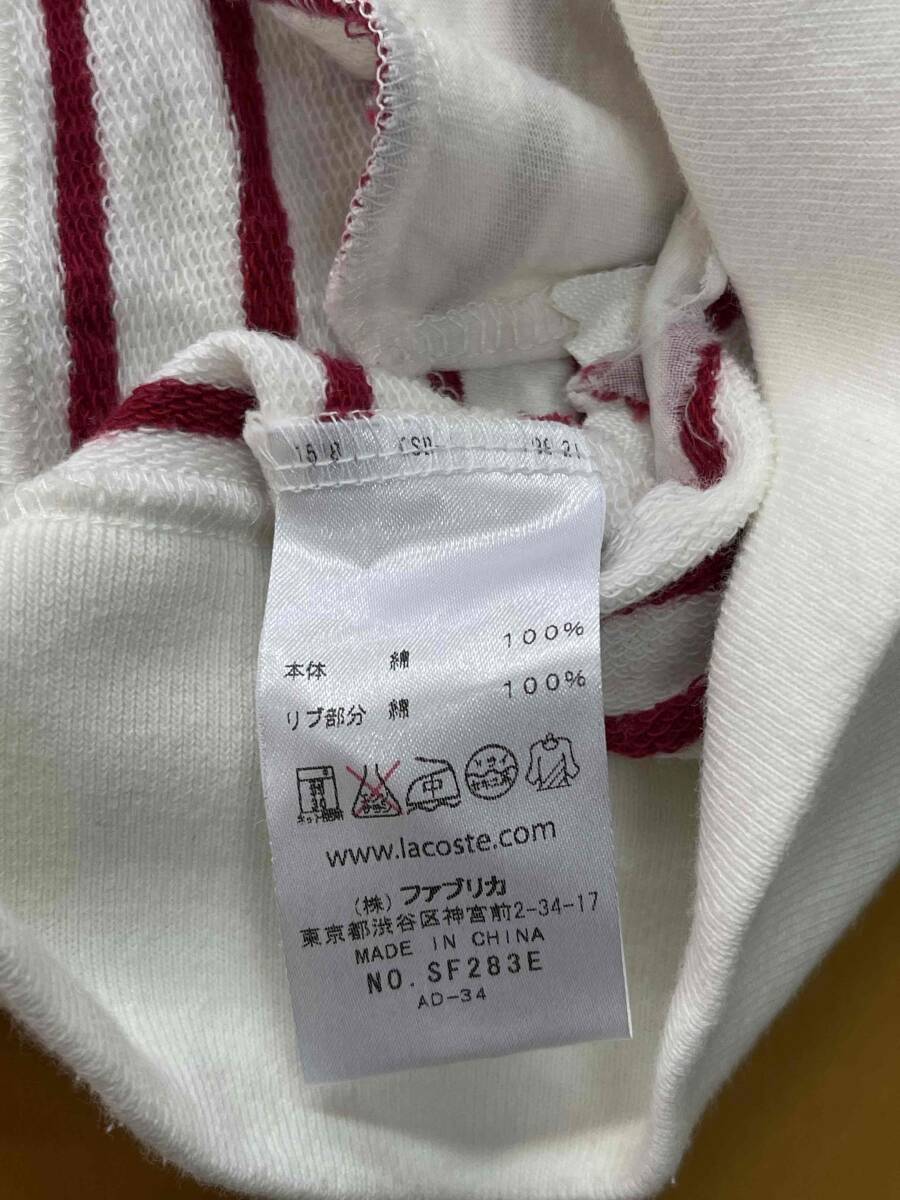 本体 綿 100%
リブ部分 綿 100%
中
www.lacoste.com
(株) ファブリカ
東京都渋谷区神宮前2-34-17
MADE IN CHINA
NO. SF283E
AD-34